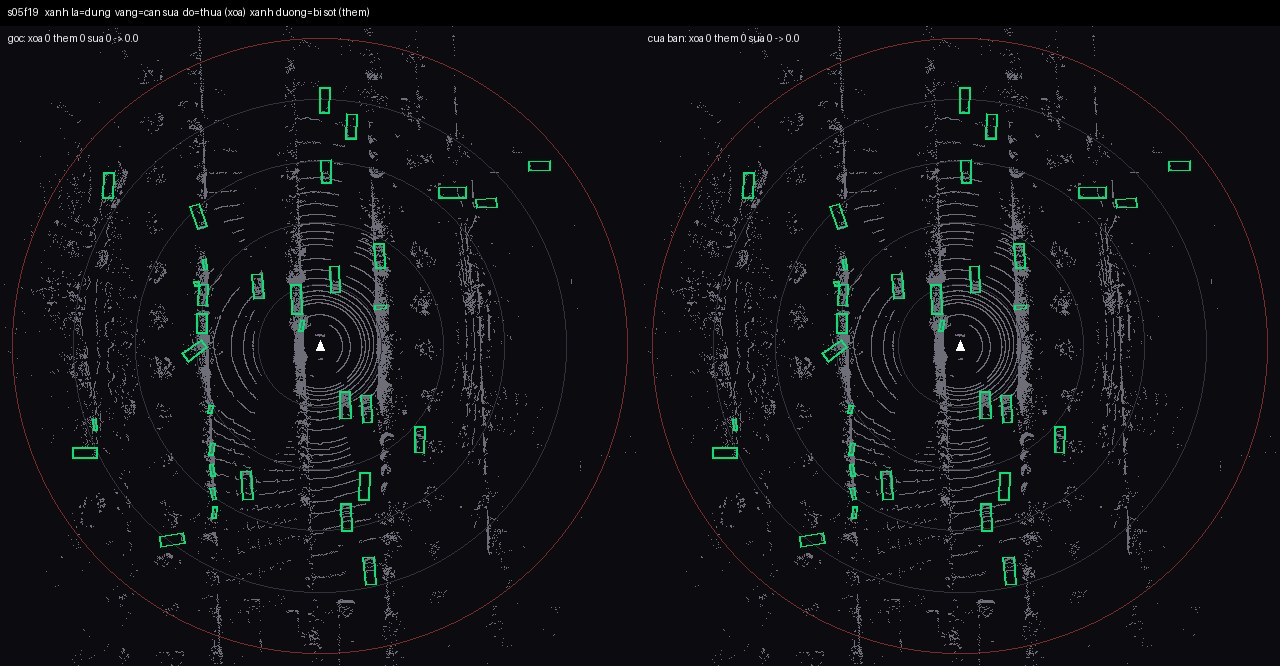 s05f19 xanh la=dung vang=can sua do=thua (xoa) xanh duong=bi sot (them)
goc: xoa 0 them 0 sua 0 -> 0.0
cua ban: xoa 0 them 0 sua 0 -> 0.0